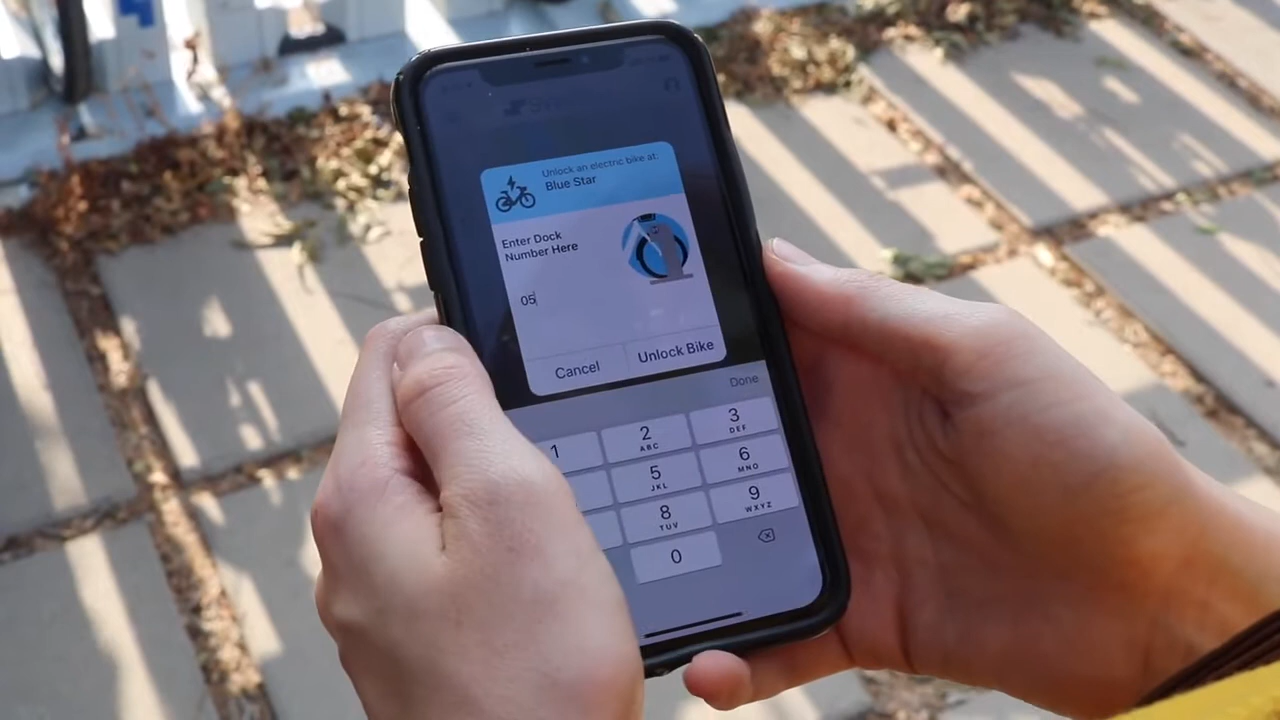 Unlock an electric bike at:
Blue Star
Enter Dock
Number Here
05
Cancel
Unlock Bike
Done
1
2
ABC
3
DEF
5
JKL
6
MNO
8
TUV
9
WXYZ
0